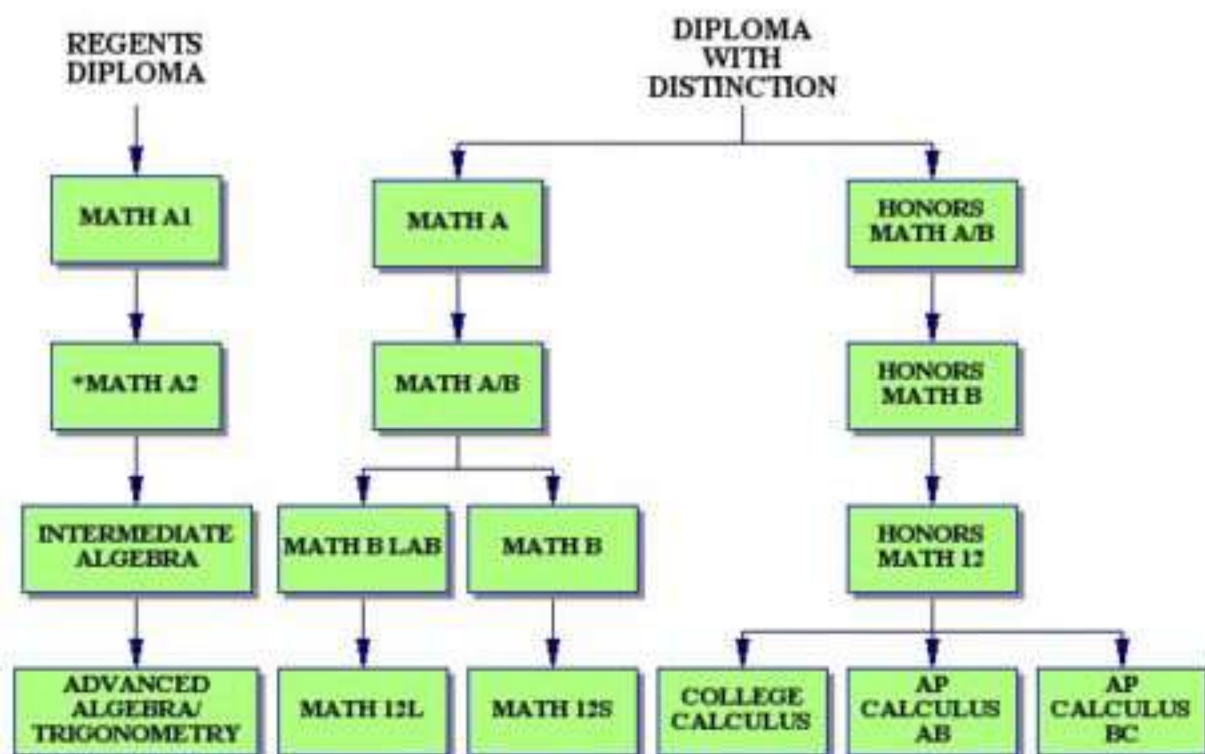 REGENTS
DIPLOMA
DIPLOMA
WITH
DISTINCTION
MATH A1
MATH A
HONORS
MATH A/B
*MATH A2
MATH A/B
HONORS
MATH B
INTERMEDIATE
ALGEBRA
MATH B LAB
MATH B
HONORS
MATH 12
ADVANCED
ALGEBRA/
TRIGONOMETRY
MATH 12L
MATH 12S
COLLEGE
CALCULUS
AP
CALCULUS
AB
AP
CALCULUS
BC